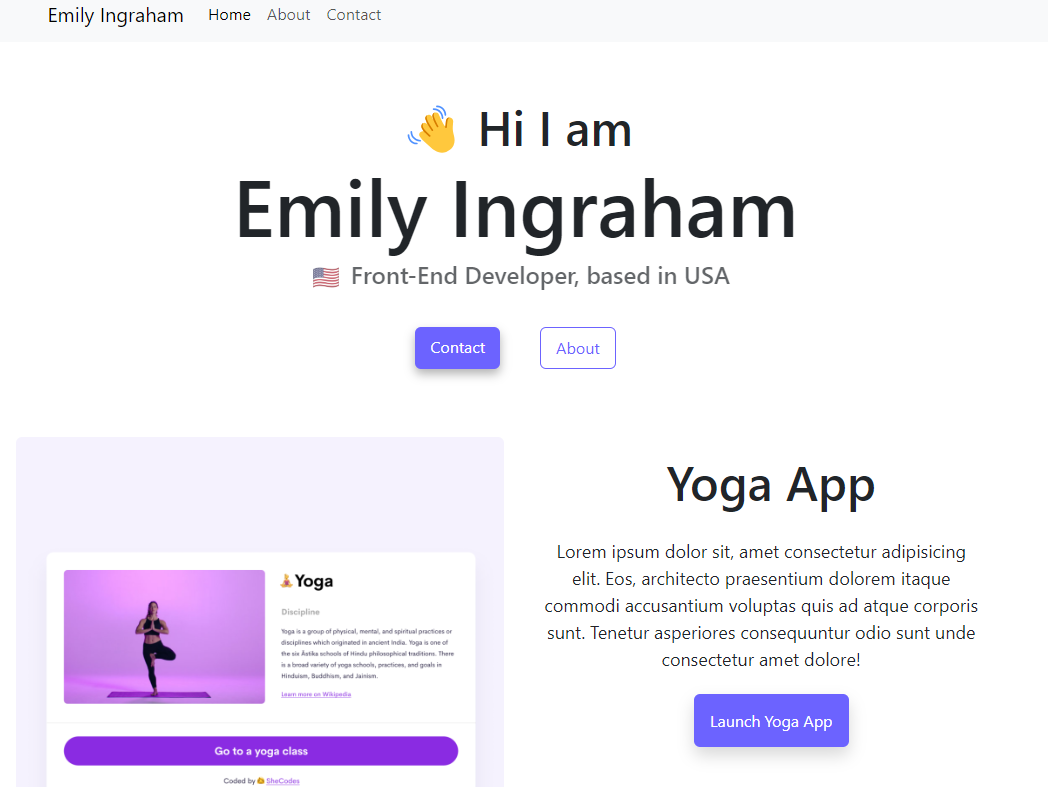 Emily Ingraham Home About Contact
👋 Hi I am
Emily Ingraham
🇺🇸 Front-End Developer, based in USA
Contact About
Yoga
Discipline
Yoga is a group of physical, mental, and spiritual practices or
disciplines which originated in ancient India. Yoga is one of
the six Āstika schools of Hindu philosophical traditions. There
is a broad variety of yoga schools, practices, and goals in
Hinduism, Buddhism, and Jainism.
Learn more on Wikipedia
Go to a yoga class
Coded by SheCodes
Yoga App
Lorem ipsum dolor sit, amet consectetur adipisicing
elit. Eos, architecto praesentium dolorem itaque
commodi accusantium voluptas quis ad atque corporis
sunt. Tenetur asperiores consequuntur odio sunt unde
consectetur amet dolore!
Launch Yoga App